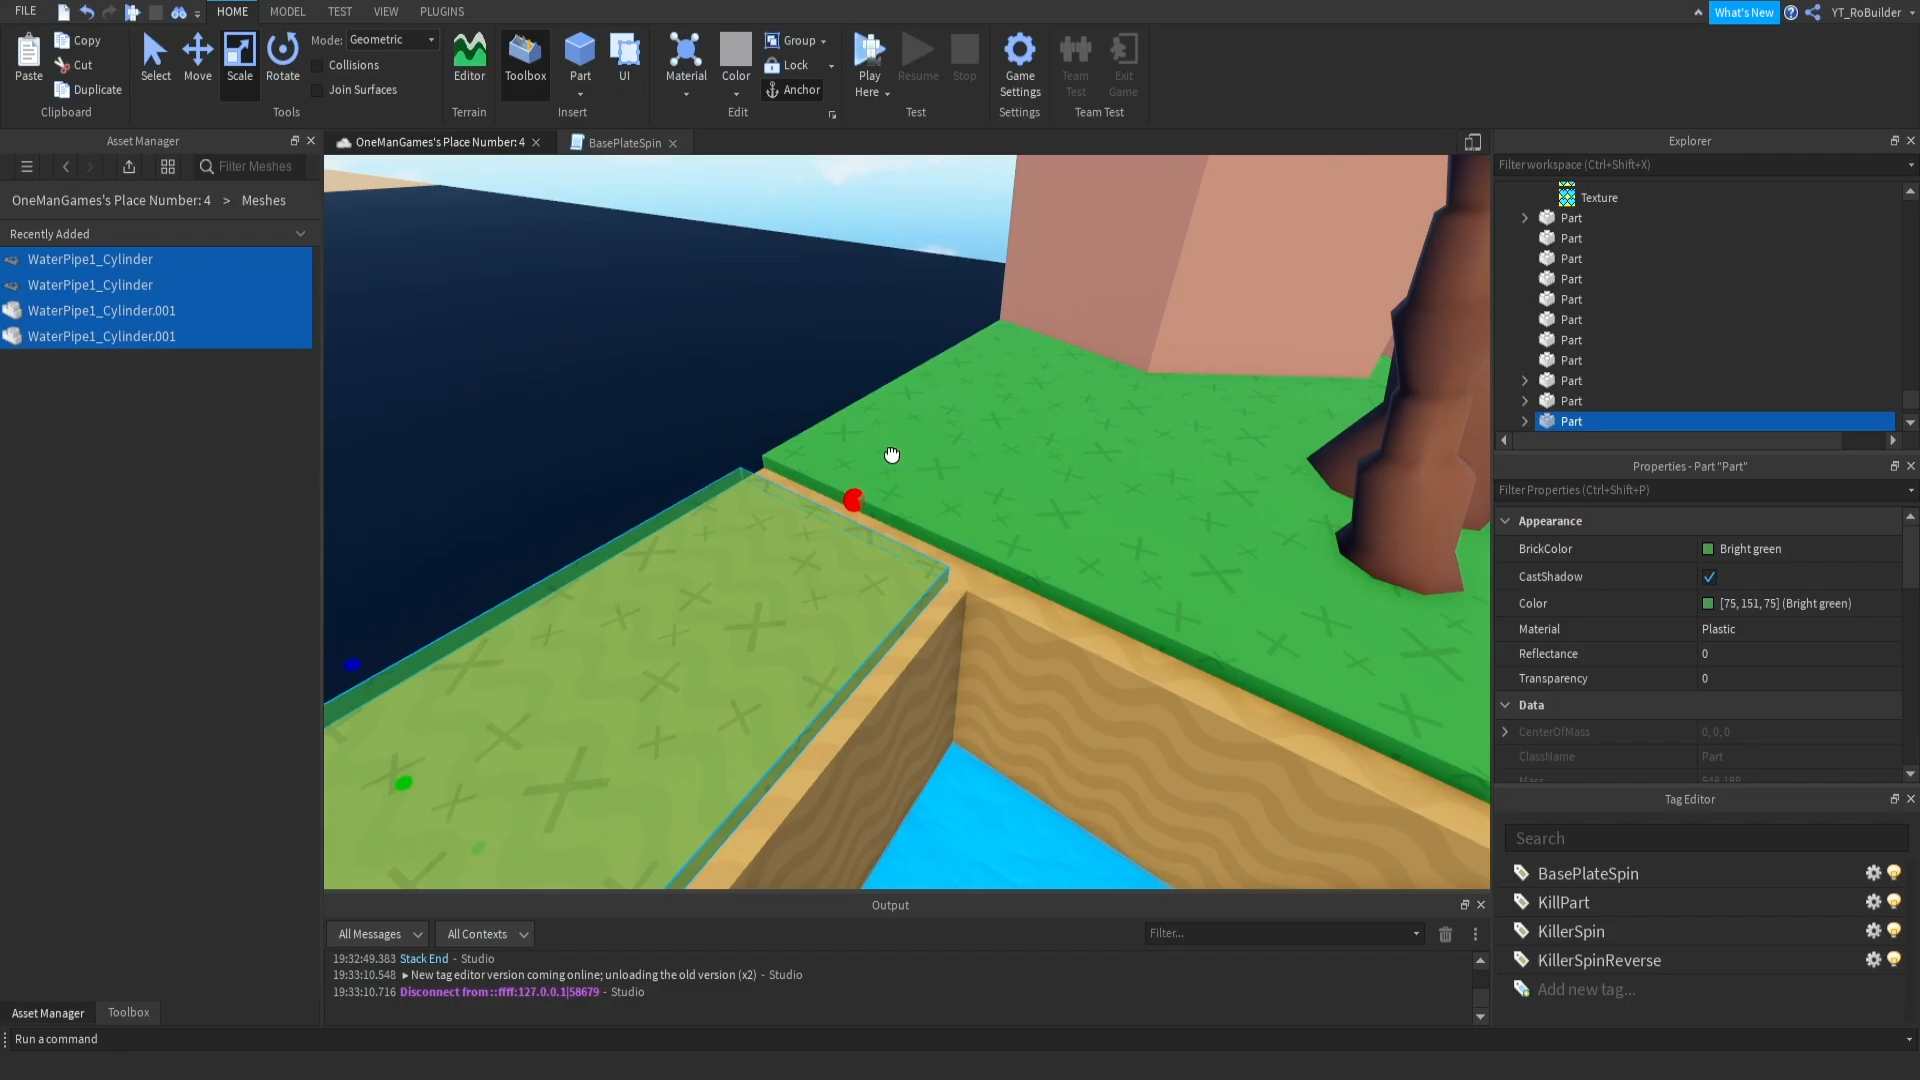 FILE
HOME
MODEL
TEST
VIEW
PLUGINS
What's New
YT_RoBuilder
Paste
Copy
Cut
Duplicate
Clipboard
Select
Move
Scale
Rotate
Mode: Geometric
Collisions
Join Surfaces
Tools
Editor
Terrain
Toolbox
Part
UI
Insert
Material
Color
Group
Lock
Anchor
Edit
Play
Here
Resume
Stop
Test
Game
Settings
Settings
Team
Test
Exit
Game
Team Test
Asset Manager
Filter Meshes
OneManGames's Place Number: 4 > Meshes
Recently Added
WaterPipe1_Cylinder
WaterPipe1_Cylinder
WaterPipe1_Cylinder.001
WaterPipe1_Cylinder.001
Asset Manager
Toolbox
OneManGames's Place Number: 4
BasePlateSpin
Output
All Messages
All Contexts
Filter...
19:32:49.383 Stack End - Studio
19:33:10.548 New tag editor version coming online; unloading the old version (x2) - Studio
19:33:10.716 Disconnect from ::ffff:127.0.0.1|58679 - Studio
Explorer
Filter workspace (Ctrl+Shift+X)
Texture
Part
Part
Part
Part
Part
Part
Part
Part
Part
Part
Part
Properties - Part "Part"
Filter Properties (Ctrl+Shift+P)
Appearance
BrickColor Bright green
CastShadow
Color [75, 151, 75] (Bright green)
Material Plastic
Reflectance 0
Transparency 0
Data
CenterOfMass 0, 0, 0
ClassName Part
Mass 548.188
Tag Editor
Search
BasePlateSpin
KillPart
KillerSpin
KillerSpinReverse
Add new tag...
Run a command